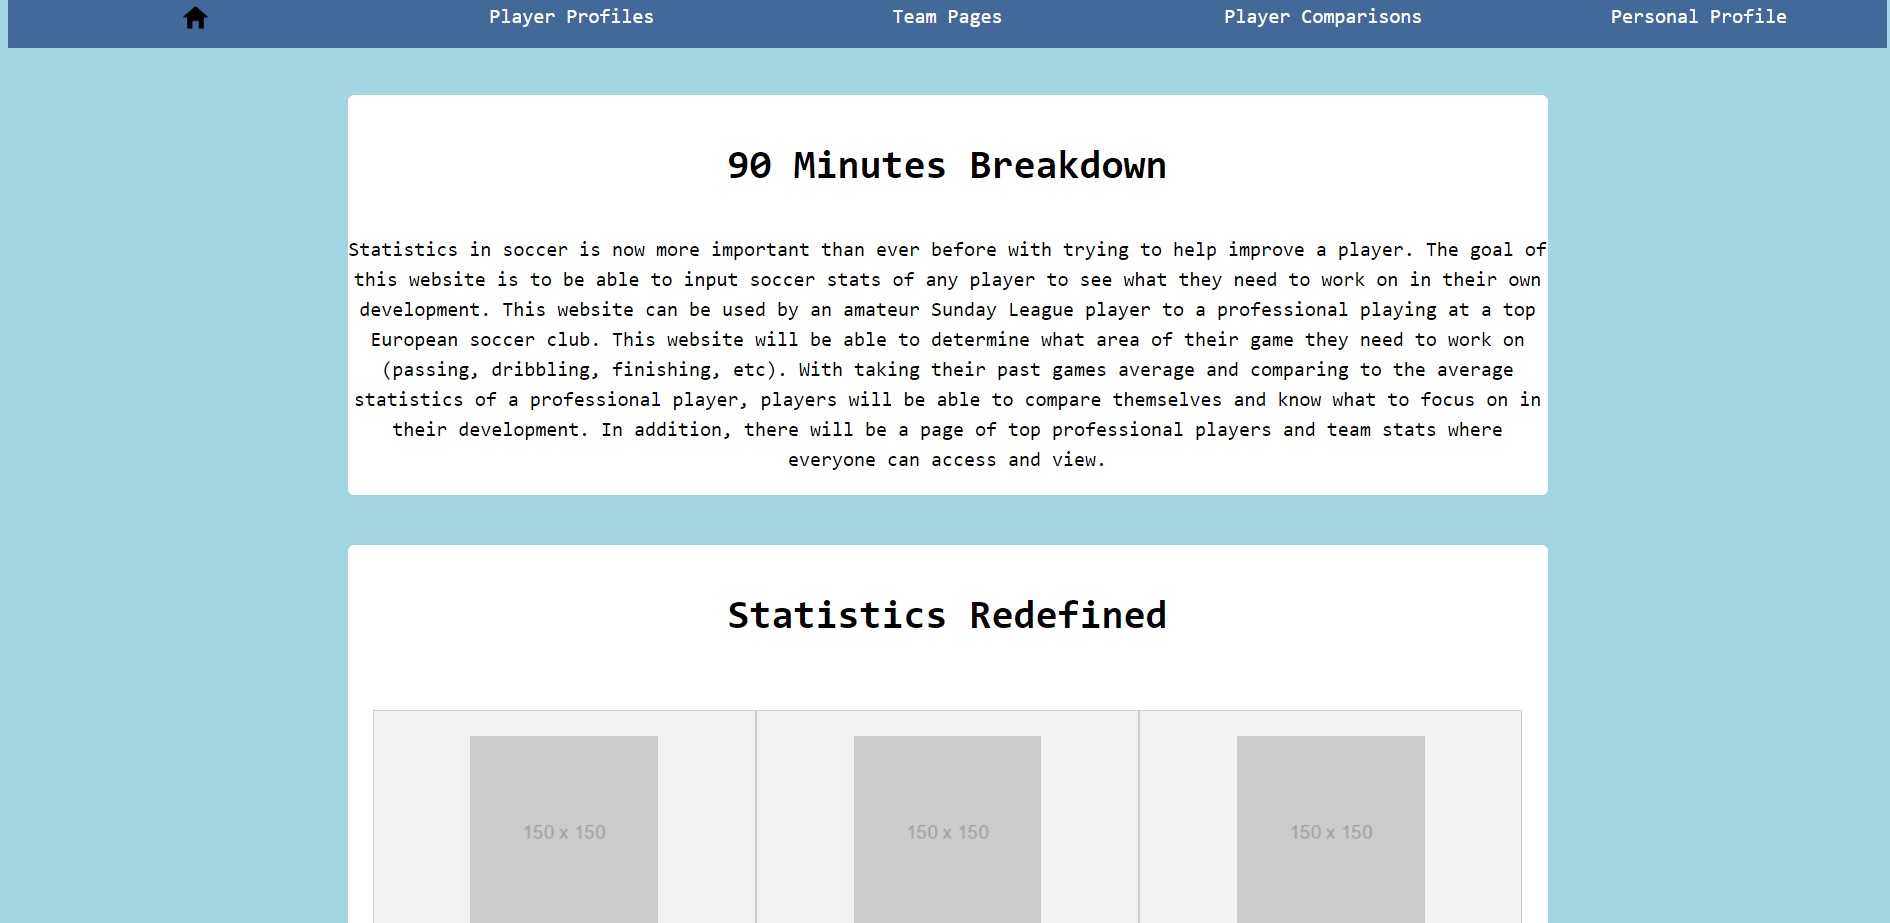 Player Profiles
Team Pages
Player Comparisons
Personal Profile
90 Minutes Breakdown
Statistics in soccer is now more important than ever before with trying to help improve a player. The goal of
this website is to be able to input soccer stats of any player to see what they need to work on in their own
development. This website can be used by an amateur Sunday League player to a professional playing at a top
European soccer club. This website will be able to determine what area of their game they need to work on
(passing, dribbling, finishing, etc). With taking their past games average and comparing to the average
statistics of a professional player, players will be able to compare themselves and know what to focus on in
their development. In addition, there will be a page of top professional players and team stats where
everyone can access and view.
Statistics Redefined
150 x 150
150 x 150
150 x 150